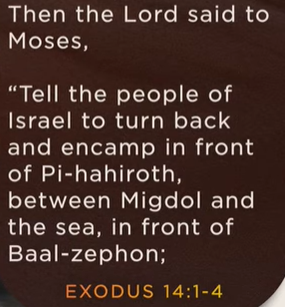 Then the Lord said to
Moses,
“Tell the people of
Israel to turn back
and encamp in front
of Pi-hahiroth,
between Migdol and
the sea, in front of
Baal-zephon;
EXODUS 14:1-4